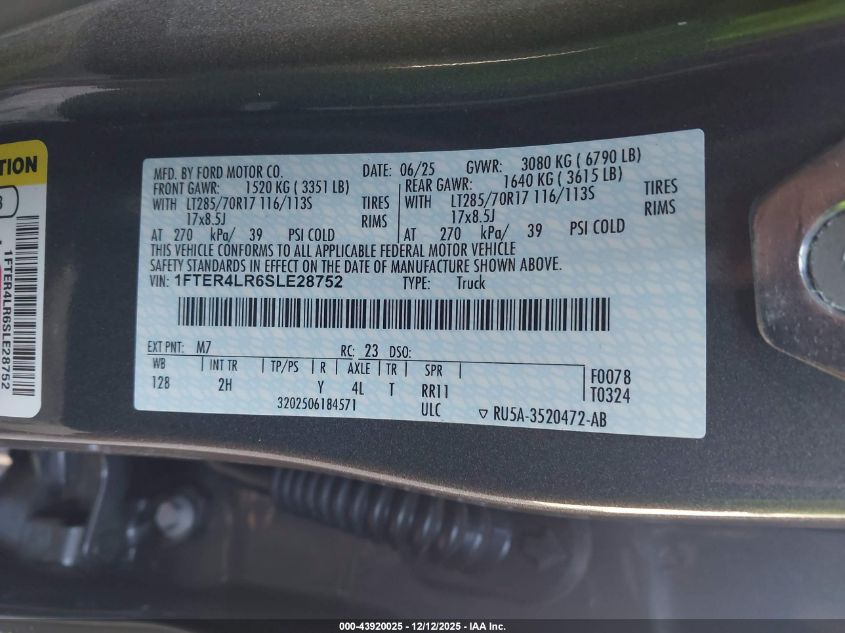 TION
3
1FTER4LR6SLE28752
MFD. BY FORD MOTOR CO. DATE: 06/25 GVWR: 3080 KG ( 6790 LB)
FRONT GAWR: 1520 KG ( 3351 LB) REAR GAWR: 1640 KG ( 3615 LB)
WITH LT285/70R17 116/113S TIRES WITH LT285/70R17 116/113S TIRES
17x8.5J RIMS 17x8.5J RIMS
AT 270 kPa/ 39 PSI COLD AT 270 kPa/ 39 PSI COLD
THIS VEHICLE CONFORMS TO ALL APPLICABLE FEDERAL MOTOR VEHICLE
SAFETY STANDARDS IN EFFECT ON THE DATE OF MANUFACTURE SHOWN ABOVE.
VIN: 1FTER4LR6SLE28752 TYPE: Truck
EXT PNT: M7 RC: 23 DSO:
WB INT TR TP/PS R AXLE TR SPR F0078
128 2H Y 4L T RR11 T0324
3202506184571 ULC ▽ RU5A-3520472-AB
000-43920025 • 12/12/2025 • IAA Inc.